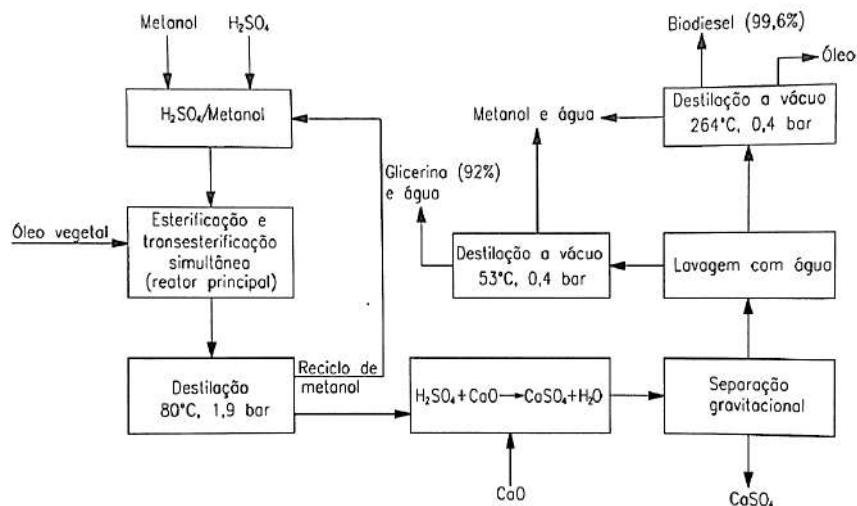 Metanol
H₂SO₄
H₂SO₄/Metanol
Óleo vegetal
Esterificação e
transesterificação
simultânea
(reator principal)
Destilação
80°C, 1,9 bar
Reciclo de
metanol
H₂SO₄+CaO→CaSO₄+H₂O
CaO
Separação
gravitacional
CaSO₄
Lavagem com água
Destilação a vácuo
53°C, 0,4 bar
Glicerina (92%)
e água
Metanol e água
Destilação a vácuo
264°C, 0,4 bar
Biodiesel (99,6%)
Óleo